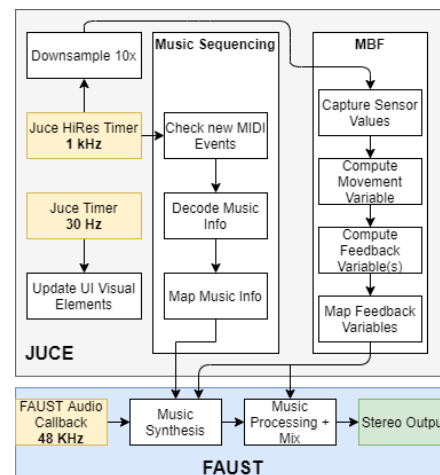 Downsample 10x
Juce HiRes Timer
1 kHz
Juce Timer
30 Hz
Update UI Visual
Elements
JUCE
Music Sequencing
Check new MIDI
Events
Decode Music
Info
Map Music Info
MBF
Capture Sensor
Values
Compute
Movement
Variable
Compute
Feedback
Variable(s)
Map Feedback
Variables
FAUST Audio
Callback
48 KHz
Music
Synthesis
Music
Processing +
Mix
Stereo Output
FAUST